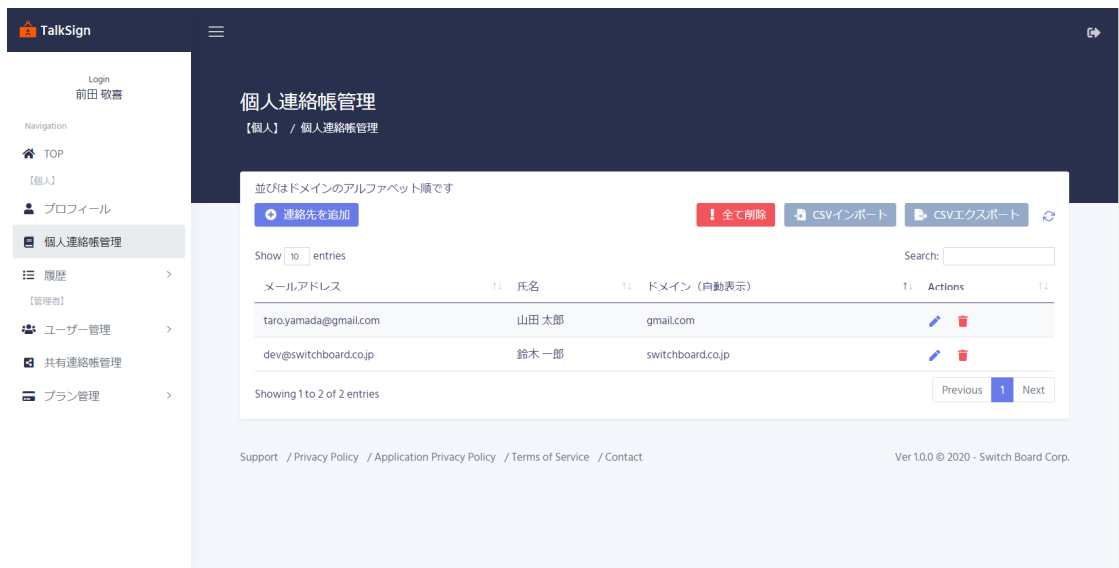 TalkSign
Login
前田 敬喜
Navigation
TOP
【個人】
プロフィール
個人連絡帳管理
履歴
【管理者】
ユーザー管理
共有連絡帳管理
プラン管理
個人連絡帳管理
【個人】 / 個人連絡帳管理
並びはドメインのアルファベット順です
連絡先を追加 全て削除 CSVインポート CSVエクスポート
Show 10 entries Search:
メールアドレス 氏名 ドメイン（自動表示） Actions
taro.yamada@gmail.com 山田 太郎 gmail.com
dev@switchboard.co.jp 鈴木 一郎 switchboard.co.jp
Showing 1 to 2 of 2 entries Previous 1 Next
Support / Privacy Policy / Application Privacy Policy / Terms of Service / Contact Ver 1.0.0 © 2020 - Switch Board Corp.